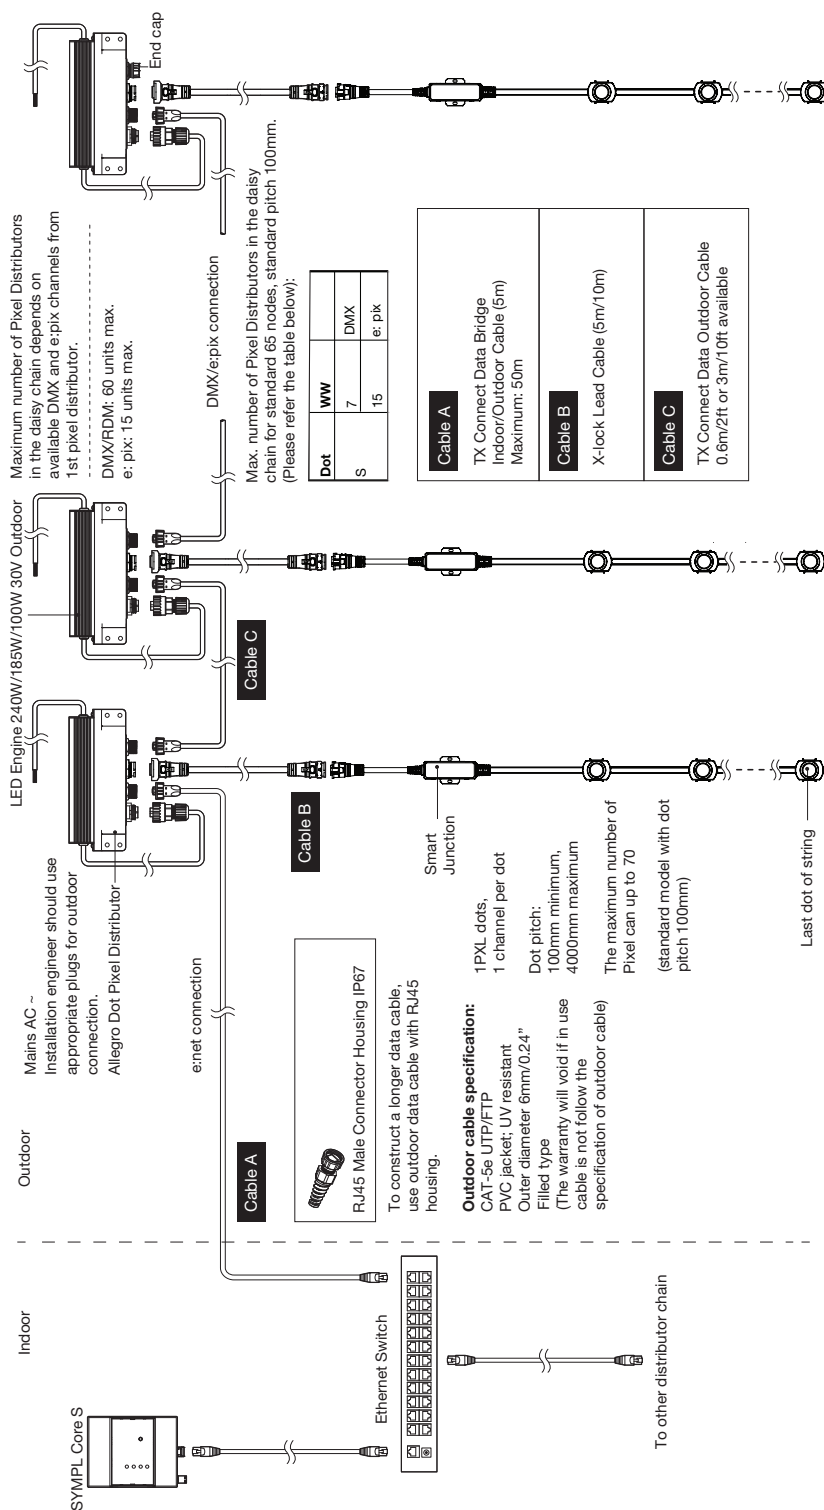 Indoor
Outdoor
SYMPL Core S
Ethernet Switch
To other distributor chain
Mains AC ~
Installation engineer should use
appropriate plugs for outdoor
connection.
Allegro Dot Pixel Distributor
e:net connection
Cable A
RJ45 Male Connector Housing IP67
To construct a longer data cable,
use outdoor data cable with RJ45
housing.
Outdoor cable specification:
CAT-5e UTP/FTP
PVC jacket; UV resistant
Outer diameter 6mm/0.24"
Filled type
(The warranty will void if in use
cable is not follow the
specification of outdoor cable)
LED Engine 240W/185W/100W 30V Outdoor
Cable B
Cable C
Smart
Junction
1PXL dots,
1 channel per dot
Dot pitch:
100mm minimum,
4000mm maximum
The maximum number of
Pixel can up to 70
(standard model with dot
pitch 100mm)
Last dot of string
Maximum number of Pixel Distributors
in the daisy chain depends on
available DMX and e:pix channels from
1st pixel distributor.
DMX/RDM: 60 units max.
e: pix: 15 units max.
End cap
DMX/e:pix connection
Max. number of Pixel Distributors in the daisy
chain for standard 65 nodes, standard pitch 100mm.
(Please refer the table below):
Dot WW
S 7 DMX
15 e: pix
Cable A
TX Connect Data Bridge
Indoor/Outdoor Cable (5m)
Maximum: 50m
Cable B
X-lock Lead Cable (5m/10m)
Cable C
TX Connect Data Outdoor Cable
0.6m/2ft or 3m/10ft available